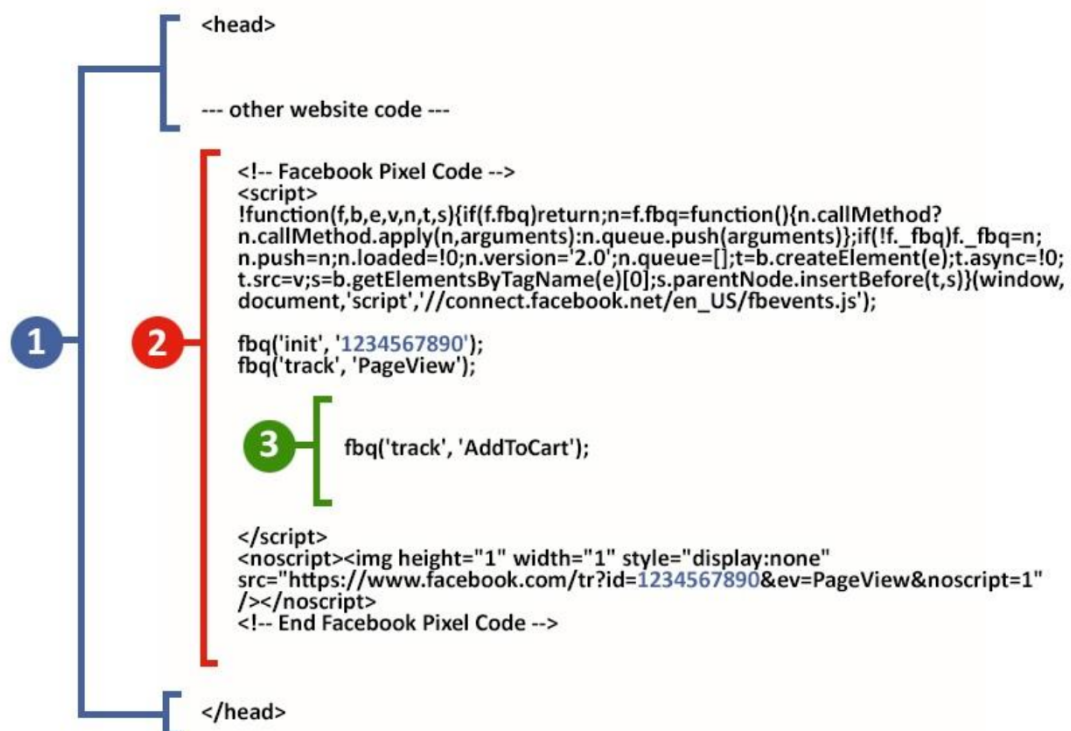 <head>
--- other website code ---
<!-- Facebook Pixel Code -->
<script>
!function(f,b,e,v,n,t,s){if(f.fbq)return;n=f.fbq=function(){n.callMethod?
n.callMethod.apply(n,arguments):n.queue.push(arguments)};if(!f._fbq)f._fbq=n;
n.push=n;n.loaded=!0;n.version='2.0';n.queue=[];t=b.createElement(e);t.async=!0;
t.src=v;s=b.getElementsByTagName(e)[0];s.parentNode.insertBefore(t,s)}(window,
document,'script','//connect.facebook.net/en_US/fbevents.js');
1
2
fbq('init', '1234567890');
fbq('track', 'PageView');
3
fbq('track', 'AddToCart');
</script>
<noscript><img height="1" width="1" style="display:none"
src="https://www.facebook.com/tr?id=1234567890&ev=PageView&noscript=1"
/></noscript>
<!-- End Facebook Pixel Code -->
</head>